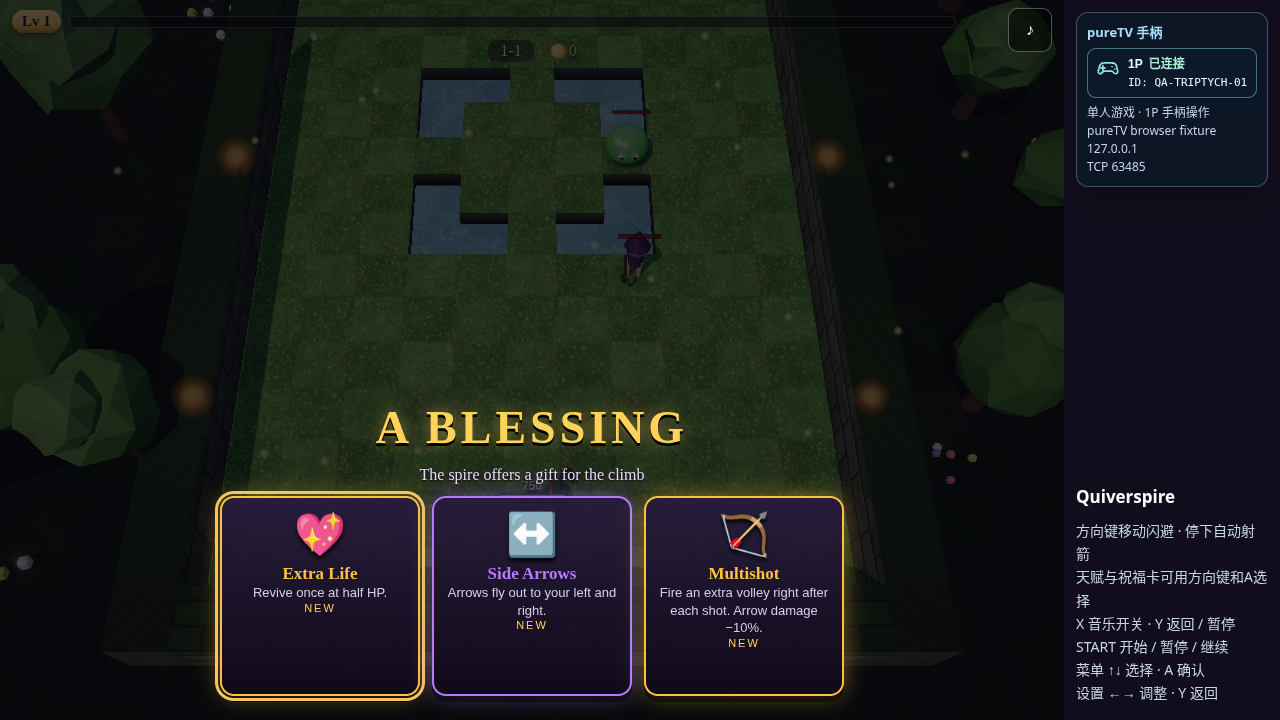 Lv 1
1-1
0
♪
A BLESSING
The spire offers a gift for the climb
750
Extra Life
Revive once at half HP.
NEW
Side Arrows
Arrows fly out to your left and
right.
NEW
Multishot
Fire an extra volley right after
each shot. Arrow damage
−10%.
NEW
pureTV 手柄
1P 已连接
ID: QA-TRIPTYCH-01
单人游戏 · 1P 手柄操作
pureTV browser fixture
127.0.0.1
TCP 63485
Quiverspire
方向键移动闪避 · 停下自动射
箭
天赋与祝福卡可用方向键和A选
择
X 音乐开关 · Y 返回 / 暂停
START 开始 / 暂停 / 继续
菜单 ↑↓ 选择 · A 确认
设置 ←→ 调整 · Y 返回